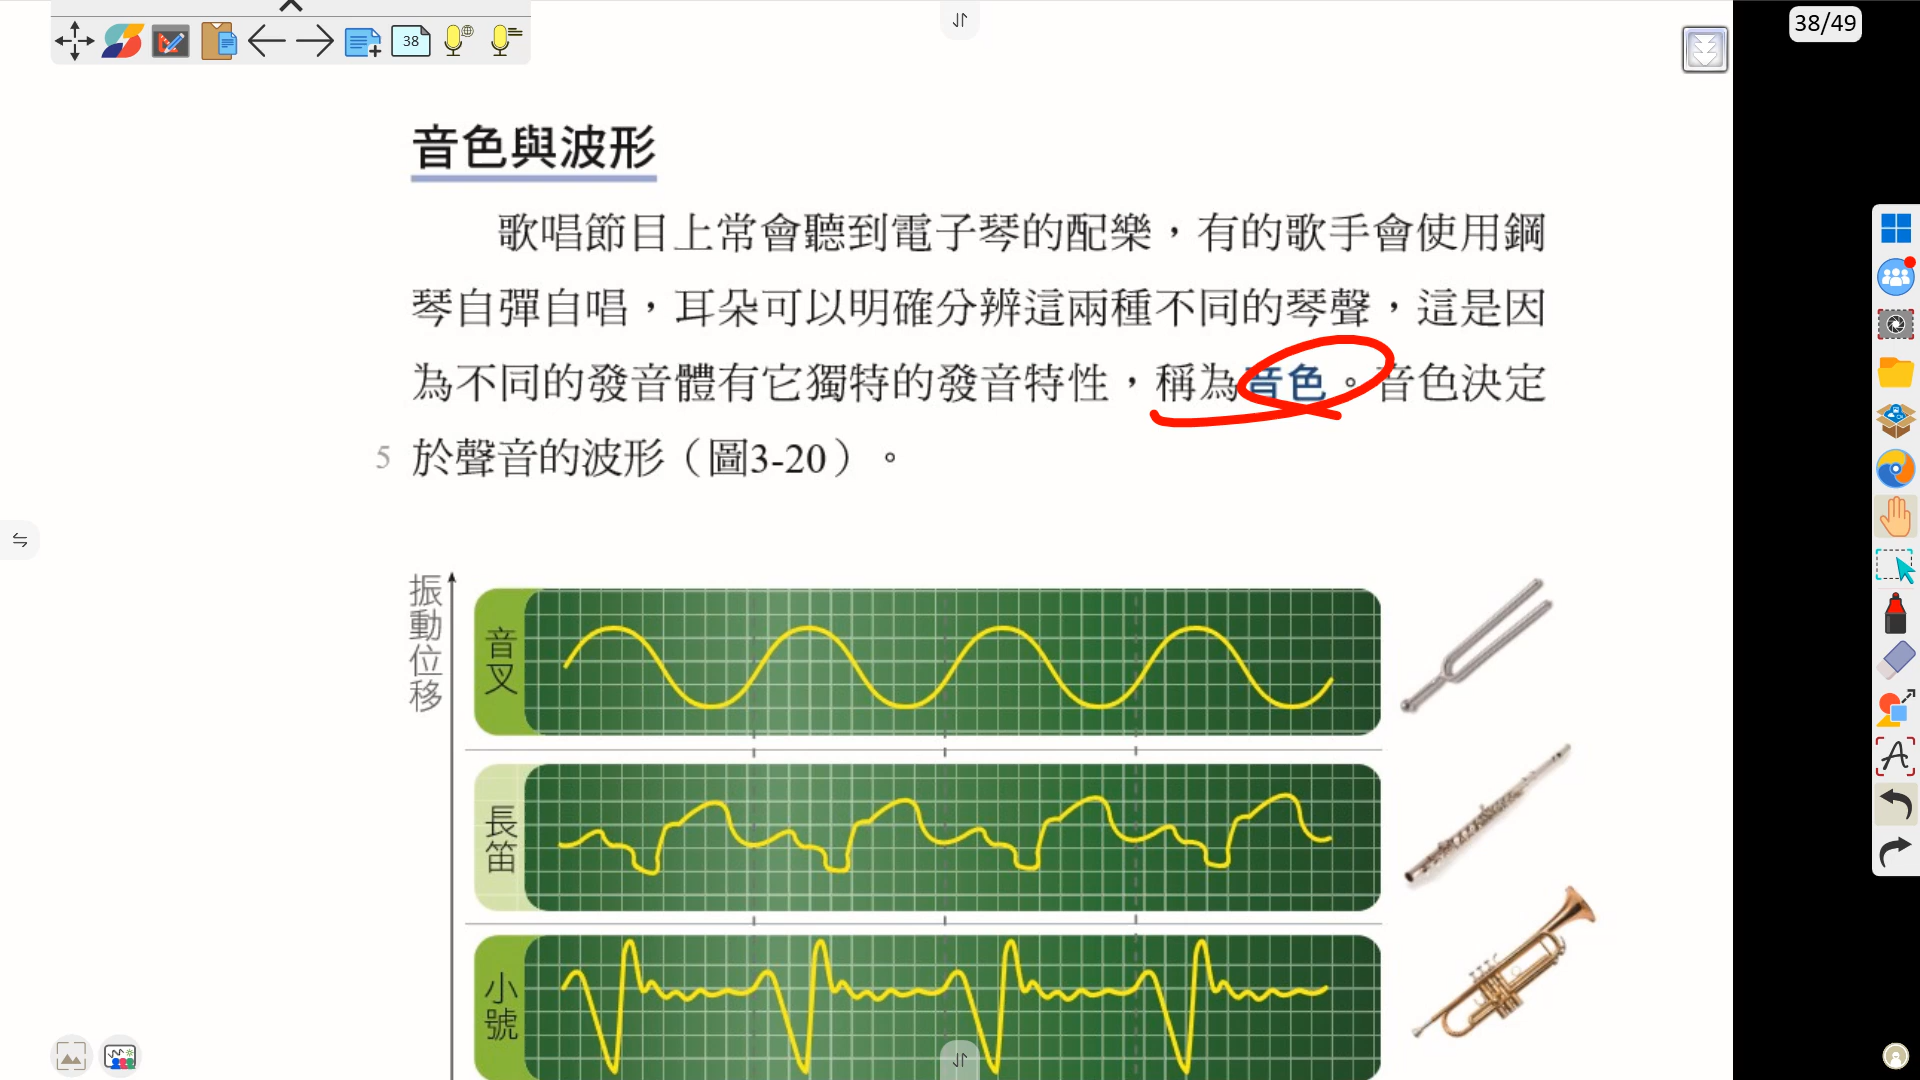 38
38/49
音色與波形
歌唱節目上常會聽到電子琴的配樂，有的歌手會使用鋼
琴自彈自唱，耳朵可以明確分辨這兩種不同的琴聲，這是因
為不同的發音體有它獨特的發音特性，稱為音色。音色決定
5 於聲音的波形（圖3-20）。
振動位移
音叉
長笛
小號